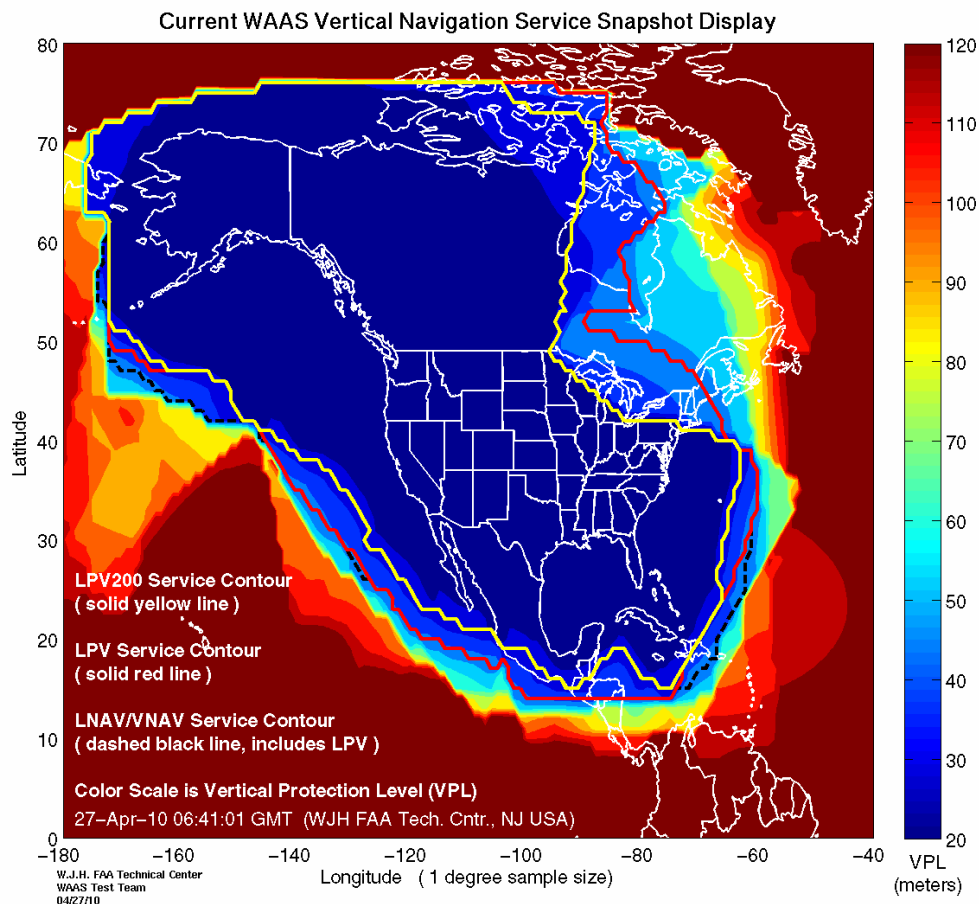 Current WAAS Vertical Navigation Service Snapshot Display
80
70
60
50
40
30
20
10
0
Latitude
LPV200 Service Contour
( solid yellow line )
LPV Service Contour
( solid red line )
LNAV/VNAV Service Contour
( dashed black line, includes LPV )
Color Scale is Vertical Protection Level (VPL)
27–Apr–10 06:41:01 GMT (WJH FAA Tech. Cntr., NJ USA)
−180 −160 −140 −120 −100 −80 −60 −40
Longitude ( 1 degree sample size)
W.J.H. FAA Technical Center
WAAS Test Team
04/27/10
120
110
100
90
80
70
60
50
40
30
20
VPL
(meters)